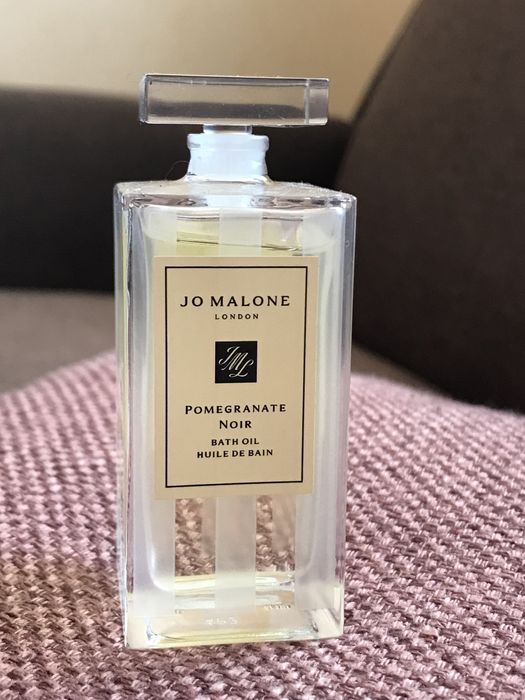 JO MALONE
LONDON
JML
POMEGRANATE
NOIR
BATH OIL
HUILE DE BAIN